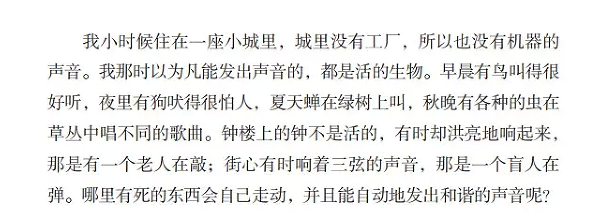 我小时候住在一座小城里，城里没有工厂，所以也没有机器的
声音。我那时以为凡能发出声音的，都是活的生物。早晨有鸟叫得很
好听，夜里有狗吠得很怕人，夏天蝉在绿树上叫，秋晚有各种的虫在
草丛中唱不同的歌曲。钟楼上的钟不是活的，有时却洪亮地响起来，
那是有一个老人在敲；街心有时响着三弦的声音，那是一个盲人在
弹。哪里有死的东西会自己走动，并且能自动地发出和谐的声音呢？